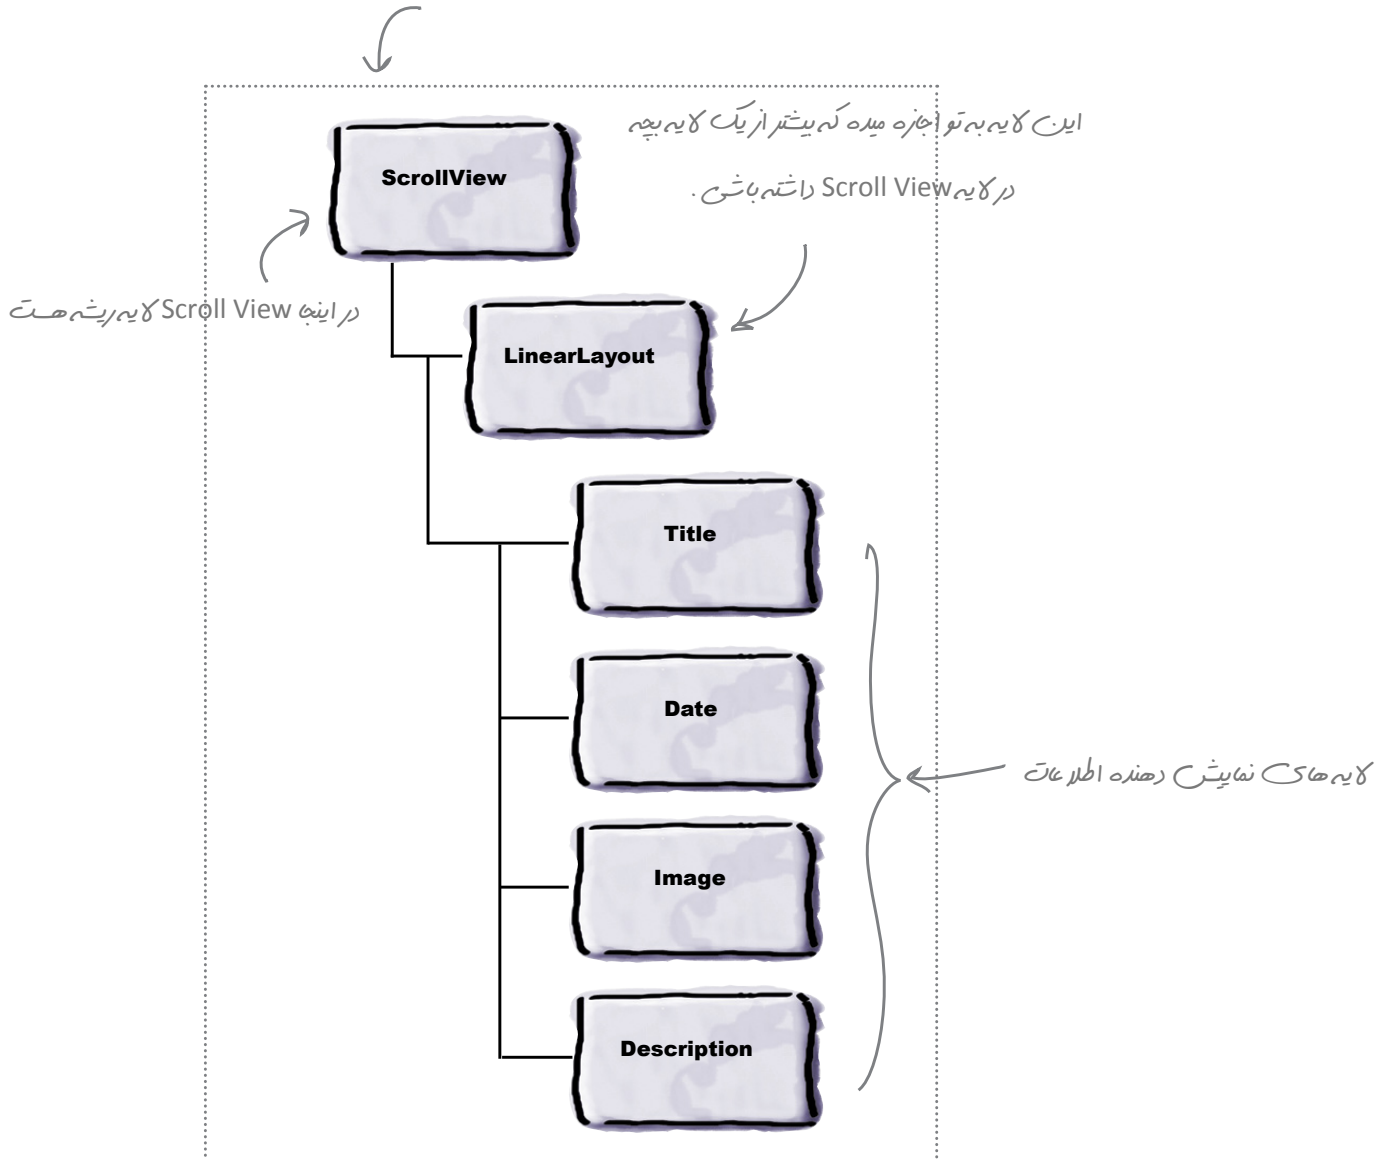 این لایه به تو اجازه میده که بیشتر از یک لایه بچه
در لایه Scroll View داشته باشی.
ScrollView
در اینجا Scroll View لایه ریشه هست
LinearLayout
Title
Date
لایه های نمایش دهنده اطلاعات
Image
Description